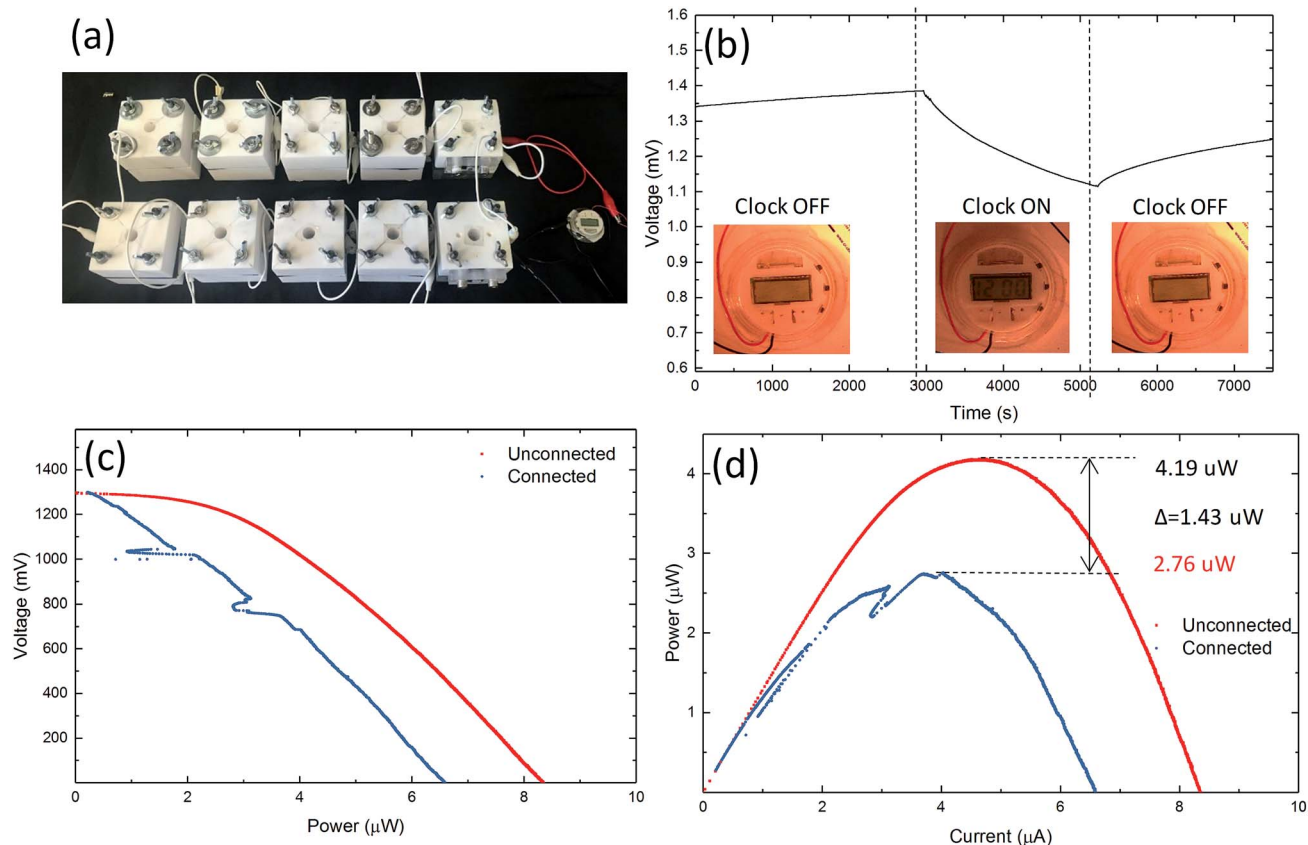 (a)
(b)
1.6
1.5
1.4
1.3
1.2
1.1
1.0
0.9
0.8
0.7
0.6
Voltage (mV)
Clock OFF
Clock ON
Clock OFF
12:00
0
1000
2000
3000
4000
5000
6000
7000
Time (s)
(c)
1400
1200
1000
800
600
400
200
Voltage (mV)
Unconnected
Connected
0
2
4
6
8
10
Power (μW)
(d)
4
3
2
1
Power (μW)
4.19 uW
Δ=1.43 uW
2.76 uW
Unconnected
Connected
0
2
4
6
8
10
Current (μA)